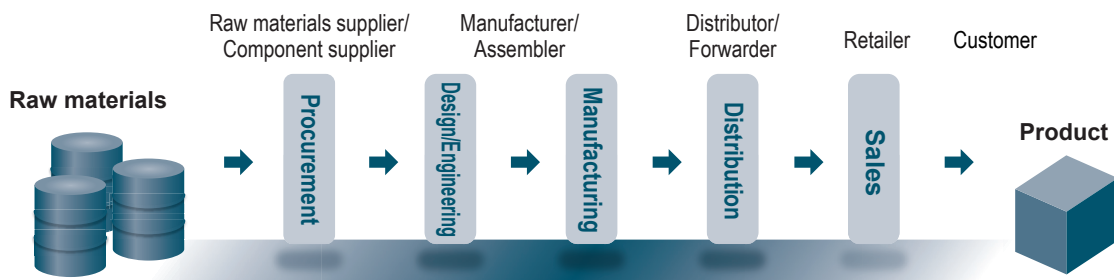 Raw materials supplier/
Component supplier
Manufacturer/
Assembler
Distributor/
Forwarder
Retailer
Customer
Raw materials
Procurement
Design/Engineering
Manufacturing
Distribution
Sales
Product